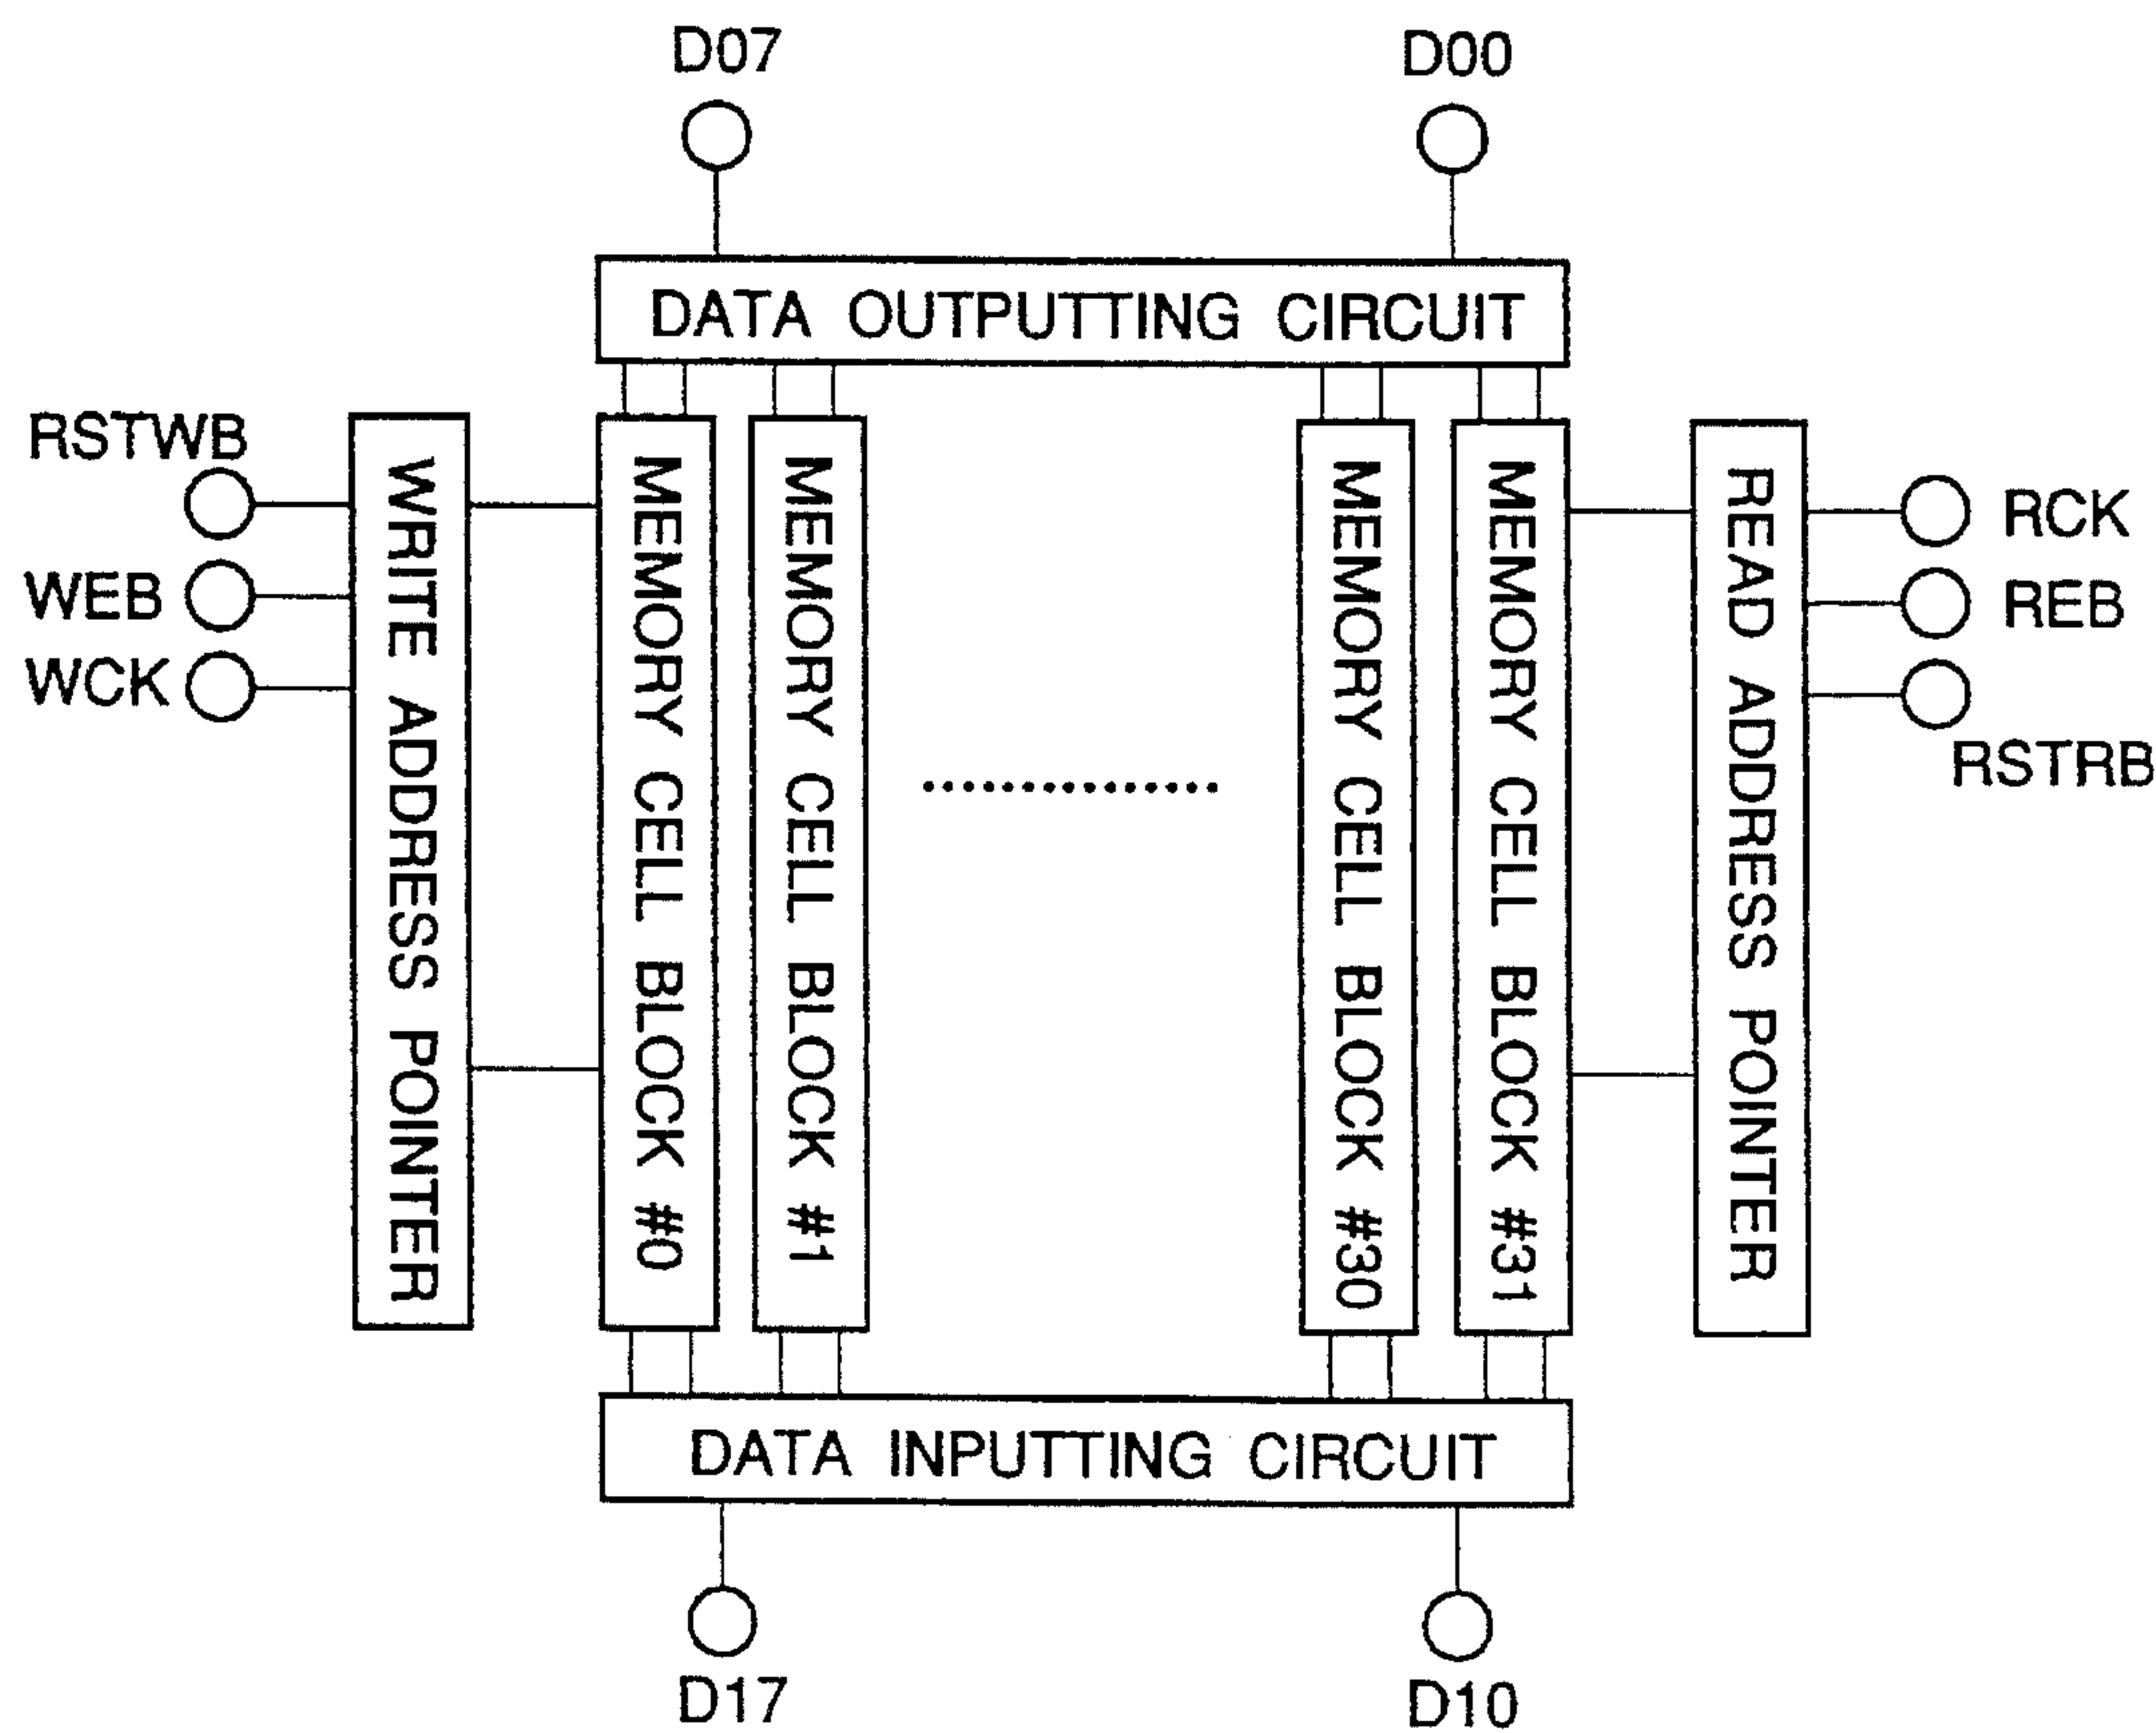 D07
D00
DATA OUTPUTTING CIRCUIT
RSTWB
WEB
WCK
WRITE ADDRESS POINTER
MEMORY CELL BLOCK #0
MEMORY CELL BLOCK #1
MEMORY CELL BLOCK #30
MEMORY CELL BLOCK #31
READ ADDRESS POINTER
RCK
REB
RSTRB
DATA INPUTTING CIRCUIT
D17
D10